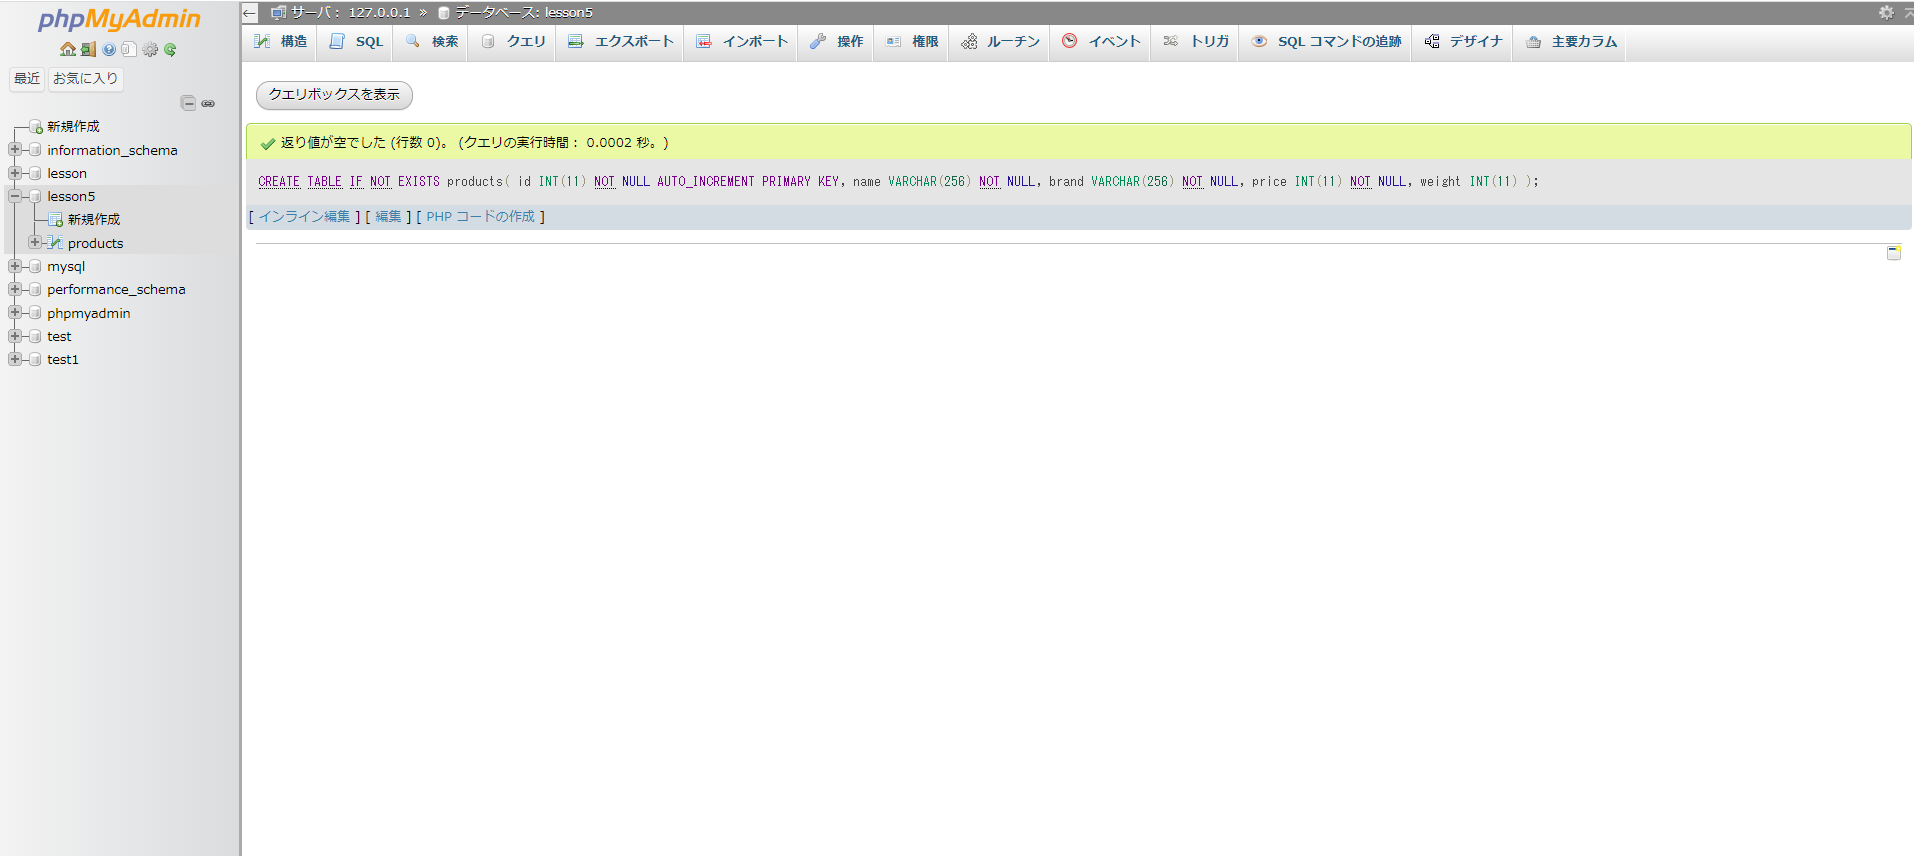 phpMyAdmin
最近 お気に入り
新規作成
information_schema
lesson
lesson5
新規作成
products
mysql
performance_schema
phpmyadmin
test
test1
サーバ: 127.0.0.1 » データベース: lesson5
構造 SQL 検索 クエリ エクスポート インポート 操作 権限 ルーチン イベント トリガ SQL コマンドの追跡 デザイナ 主要カラム
クエリボックスを表示
返り値が空でした (行数 0)。 (クエリの実行時間: 0.0002 秒。)
CREATE TABLE IF NOT EXISTS products( id INT(11) NOT NULL AUTO_INCREMENT PRIMARY KEY, name VARCHAR(256) NOT NULL, brand VARCHAR(256) NOT NULL, price INT(11) NOT NULL, weight INT(11) );
[ インライン編集 ] [ 編集 ] [ PHP コードの作成 ]